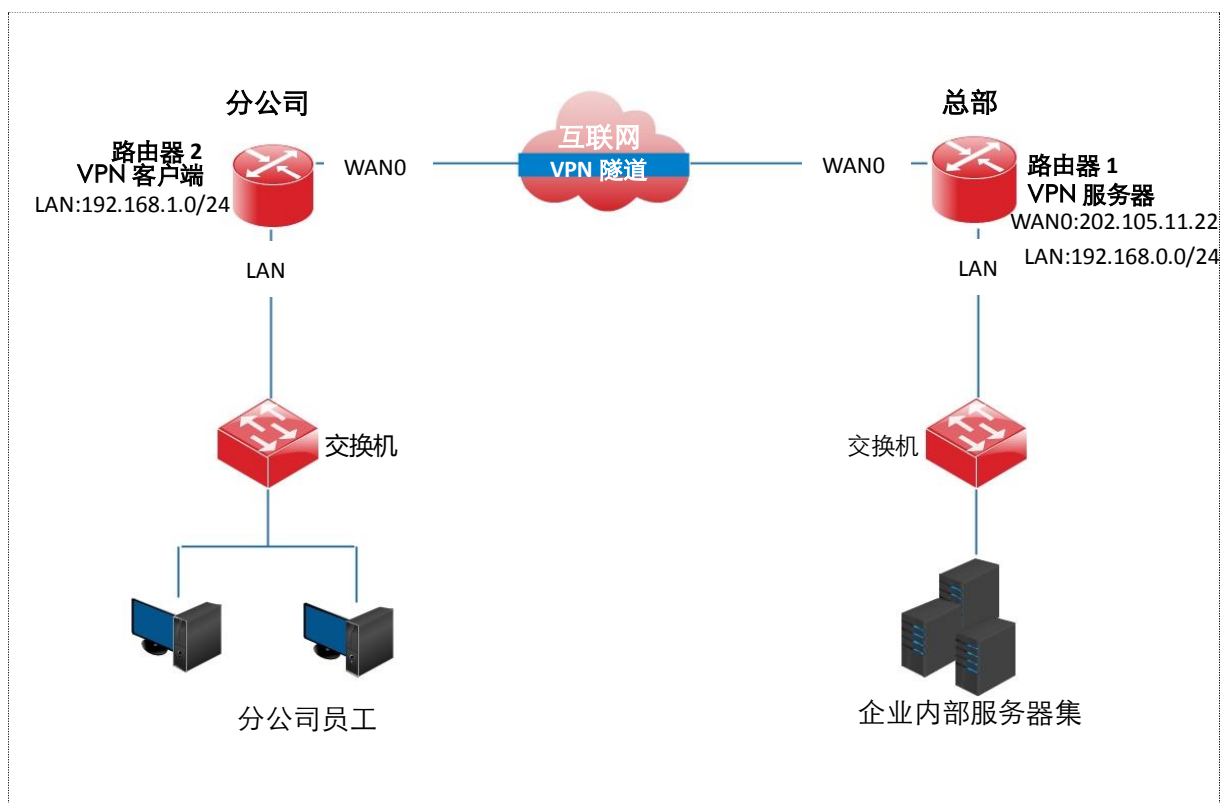 分公司
总部
互联网
VPN 隧道
路由器 2
VPN 客户端
LAN:192.168.1.0/24
WAN0
WAN0
路由器 1
VPN 服务器
WAN0:202.105.11.22
LAN:192.168.0.0/24
LAN
LAN
交换机
交换机
分公司员工
企业内部服务器集